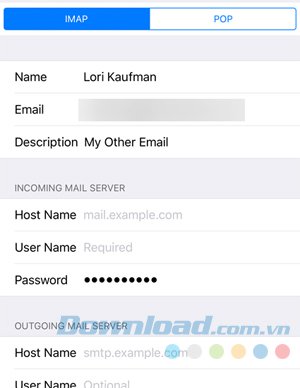 IMAP POP
Name Lori Kaufman
Email
Description My Other Email
INCOMING MAIL SERVER
Host Name mail.example.com
User Name Required
Password ●●●●●●●●●●
Download.com.vn
OUTGOING MAIL SERVER
Host Name smtp.example.com
User Name Optional